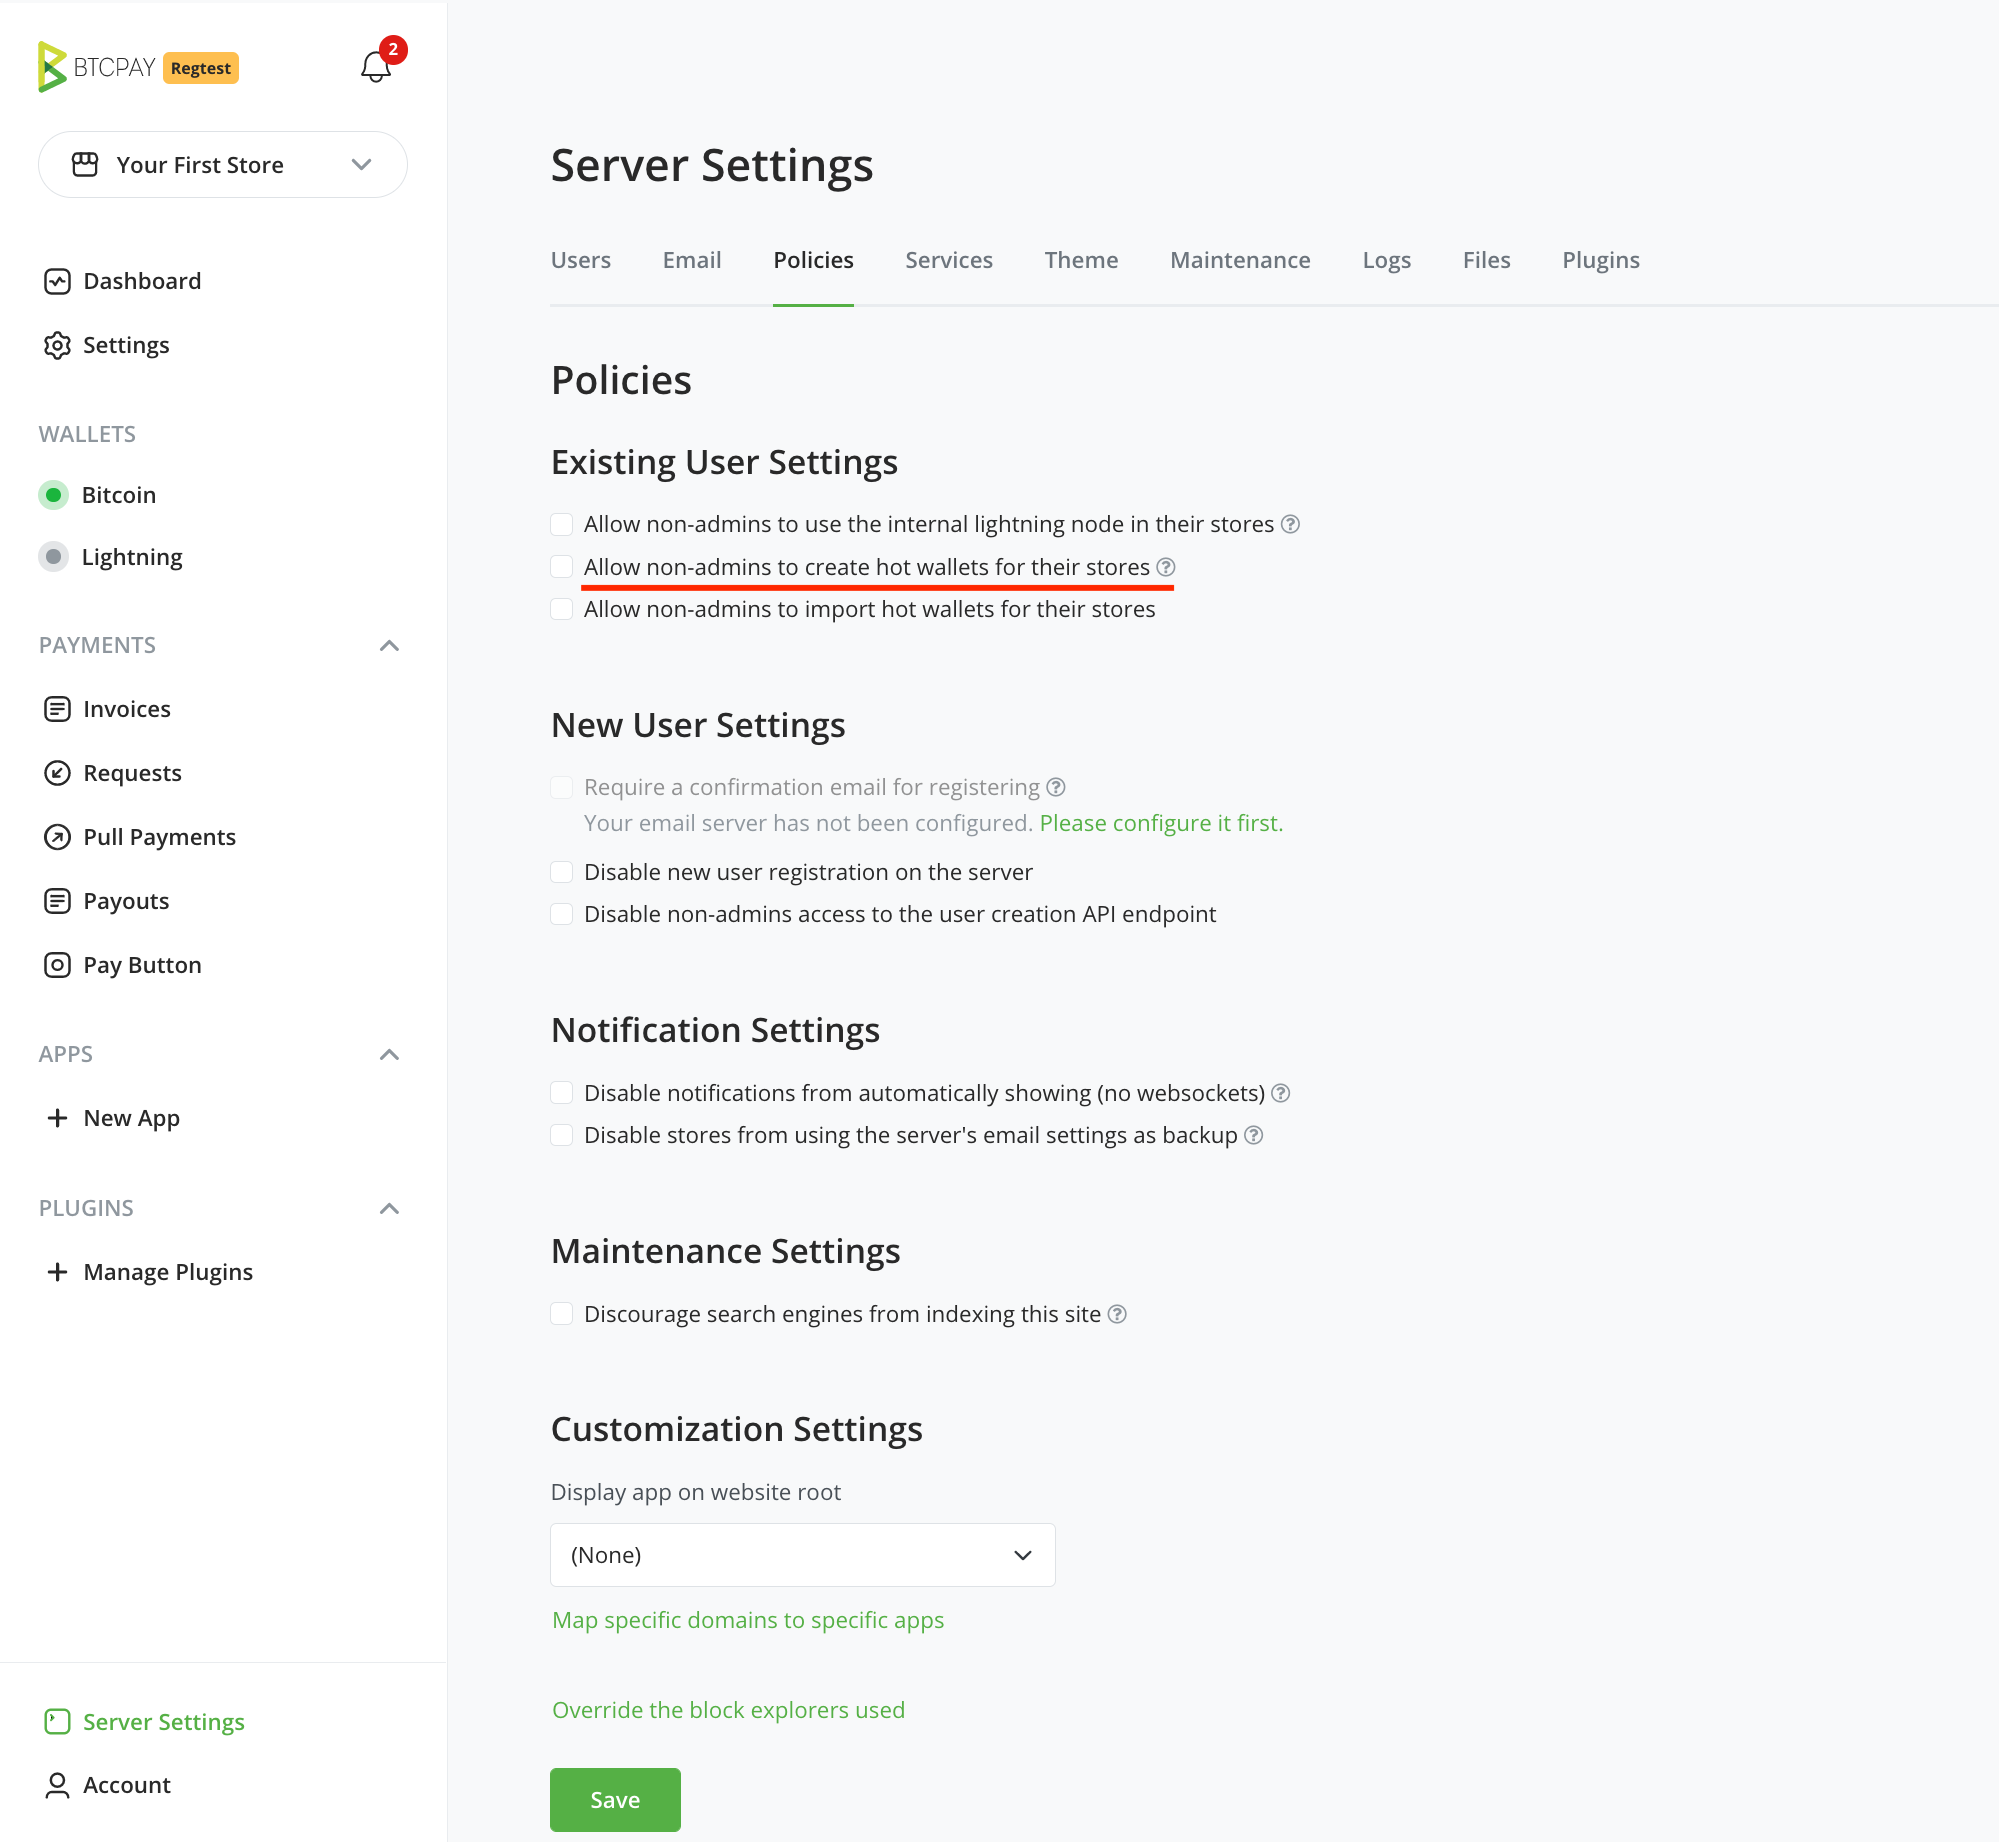 BTCPAY Regtest
2
Your First Store
Dashboard
Settings
WALLETS
Bitcoin
Lightning
PAYMENTS
Invoices
Requests
Pull Payments
Payouts
Pay Button
APPS
New App
PLUGINS
Manage Plugins
Server Settings
Account
Server Settings
Users Email Policies Services Theme Maintenance Logs Files Plugins
Policies
Existing User Settings
Allow non-admins to use the internal lightning node in their stores
Allow non-admins to create hot wallets for their stores
Allow non-admins to import hot wallets for their stores
New User Settings
Require a confirmation email for registering
Your email server has not been configured. Please configure it first.
Disable new user registration on the server
Disable non-admins access to the user creation API endpoint
Notification Settings
Disable notifications from automatically showing (no websockets)
Disable stores from using the server's email settings as backup
Maintenance Settings
Discourage search engines from indexing this site
Customization Settings
Display app on website root
(None)
Map specific domains to specific apps
Override the block explorers used
Save